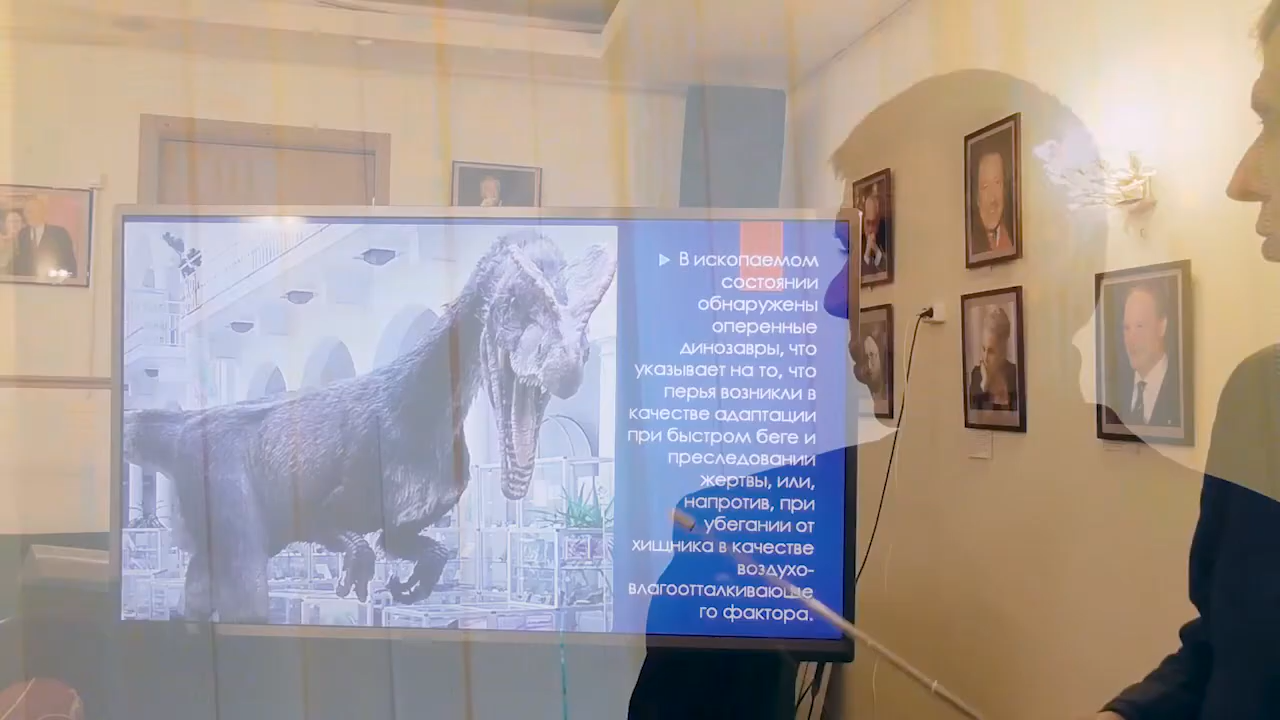 В ископаемом
состоянии
обнаружены
оперенные
динозавры, что
указывает на то, что
перья возникли в
качестве адаптации
при быстром беге и
преследовании
жертвы, или,
напротив, при
убегании от
хищника в качестве
воздухо-
влагоотталкивающе
го фактора.